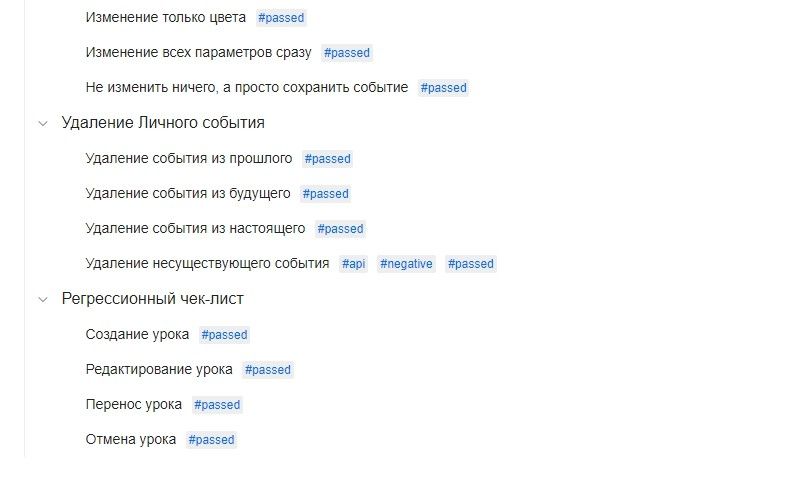 Изменение только цвета #passed
Изменение всех параметров сразу #passed
Не изменить ничего, а просто сохранить событие #passed
Удаление Личного события
Удаление события из прошлого #passed
Удаление события из будущего #passed
Удаление события из настоящего #passed
Удаление несуществующего события #api #negative #passed
Регрессионный чек-лист
Создание урока #passed
Редактирование урока #passed
Перенос урока #passed
Отмена урока #passed